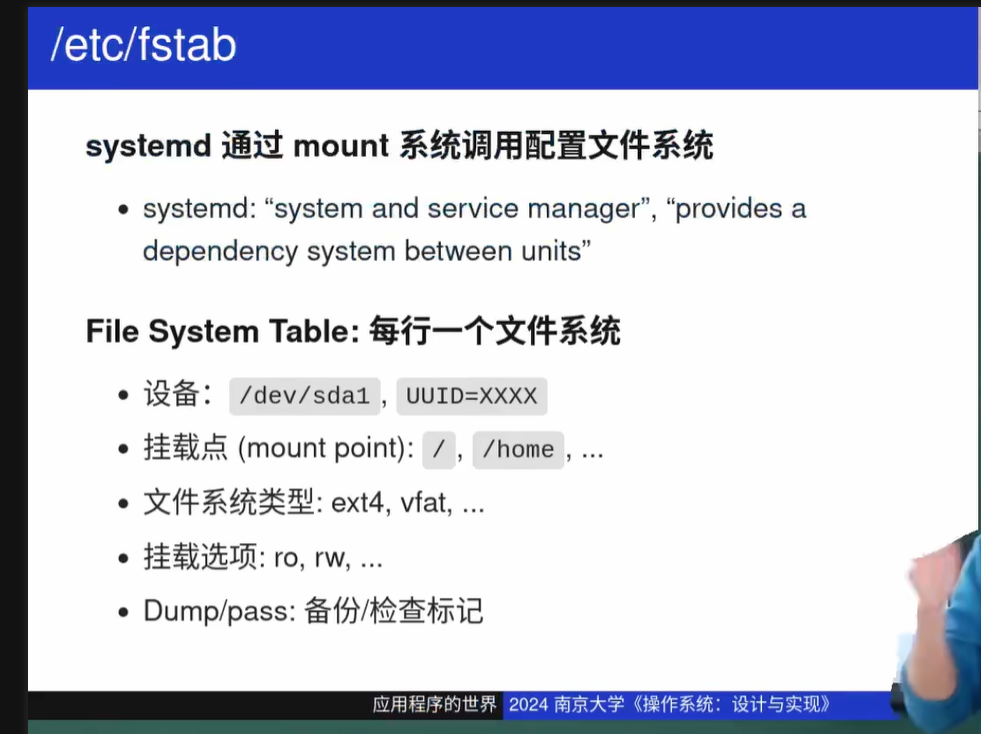 /etc/fstab
systemd 通过 mount 系统调用配置文件系统
• systemd: “system and service manager”, “provides a
dependency system between units”
File System Table: 每行一个文件系统
• 设备： /dev/sda1, UUID=XXXX
• 挂载点 (mount point): /, /home, ...
• 文件系统类型: ext4, vfat, ...
• 挂载选项: ro, rw, ...
• Dump/pass: 备份/检查标记
应用程序的世界 2024 南京大学《操作系统：设计与实现》